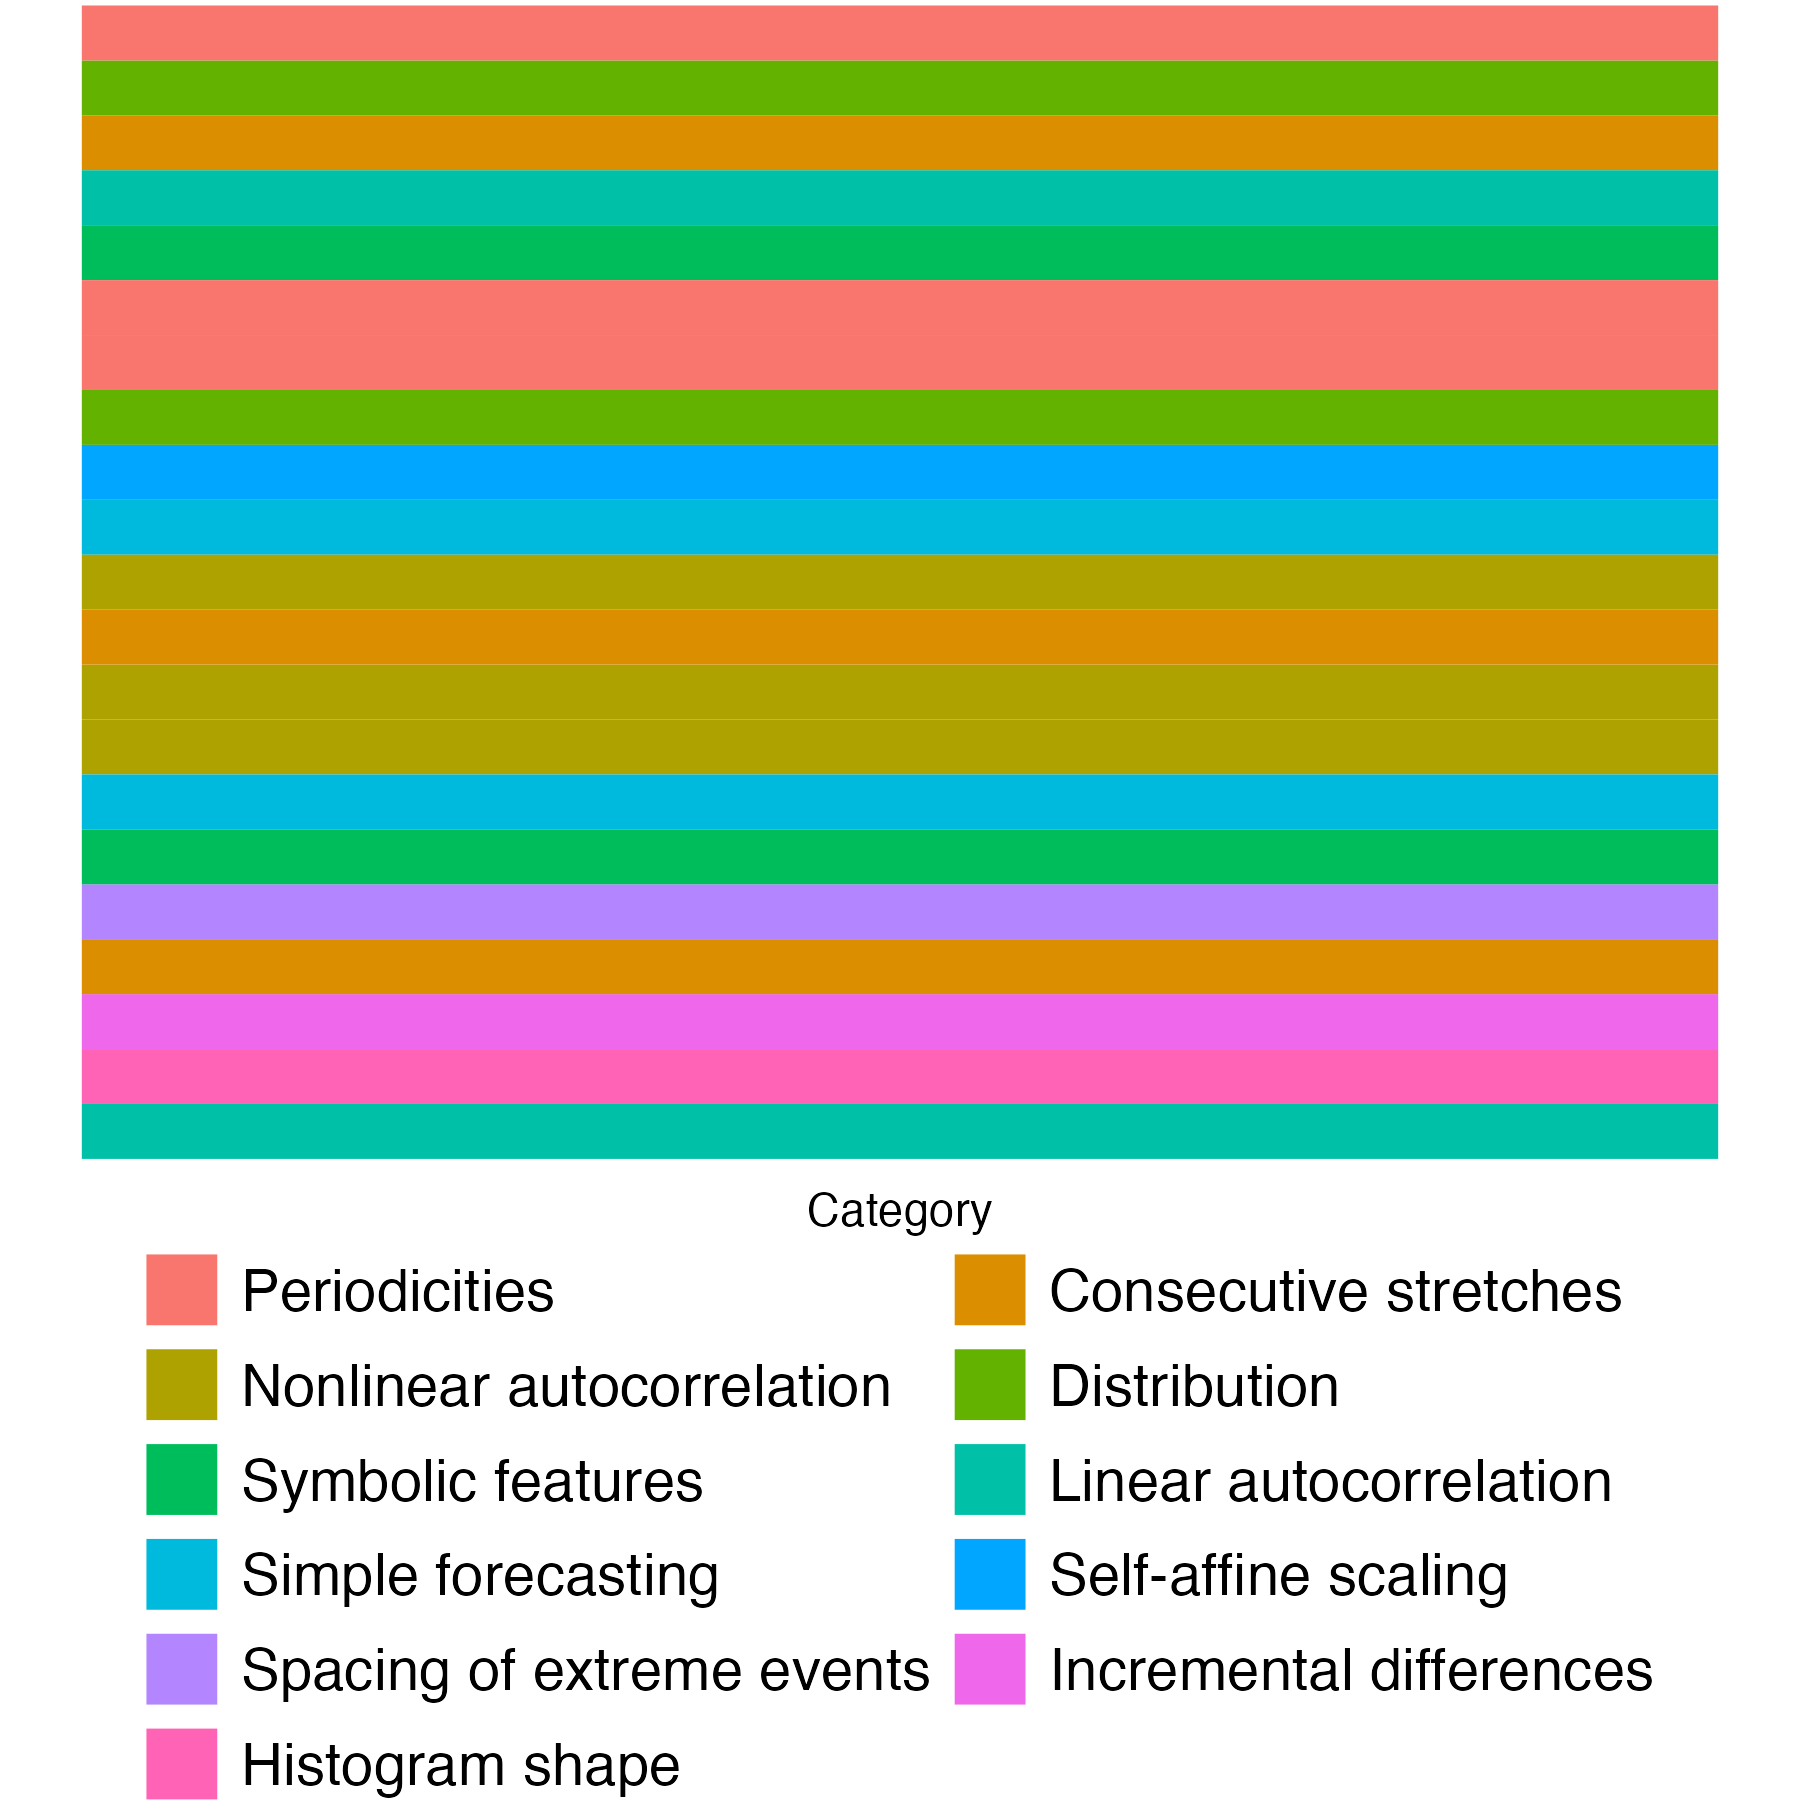 Category
Periodicities
Consecutive stretches
Nonlinear autocorrelation
Distribution
Symbolic features
Linear autocorrelation
Simple forecasting
Self-affine scaling
Spacing of extreme events
Incremental differences
Histogram shape